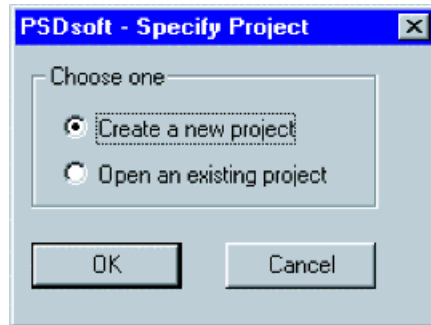 PSDsoft - Specify Project
Choose one
Create a new project
Open an existing project
OK Cancel